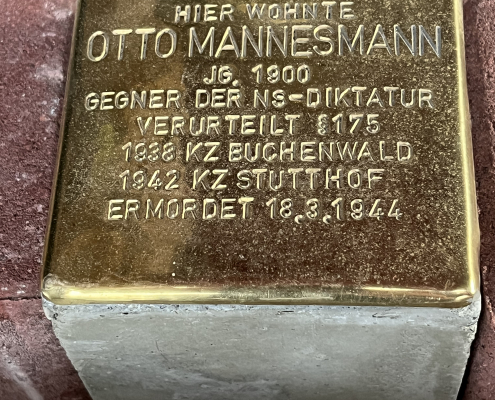 HIER WOHNTE
OTTO MANNESMANN
JG. 1900
GEGNER DER NS-DIKTATUR
VERURTEILT §175
1938 KZ BUCHENWALD
1942 KZ STUTTHOF
ERMORDET 18.3.1944